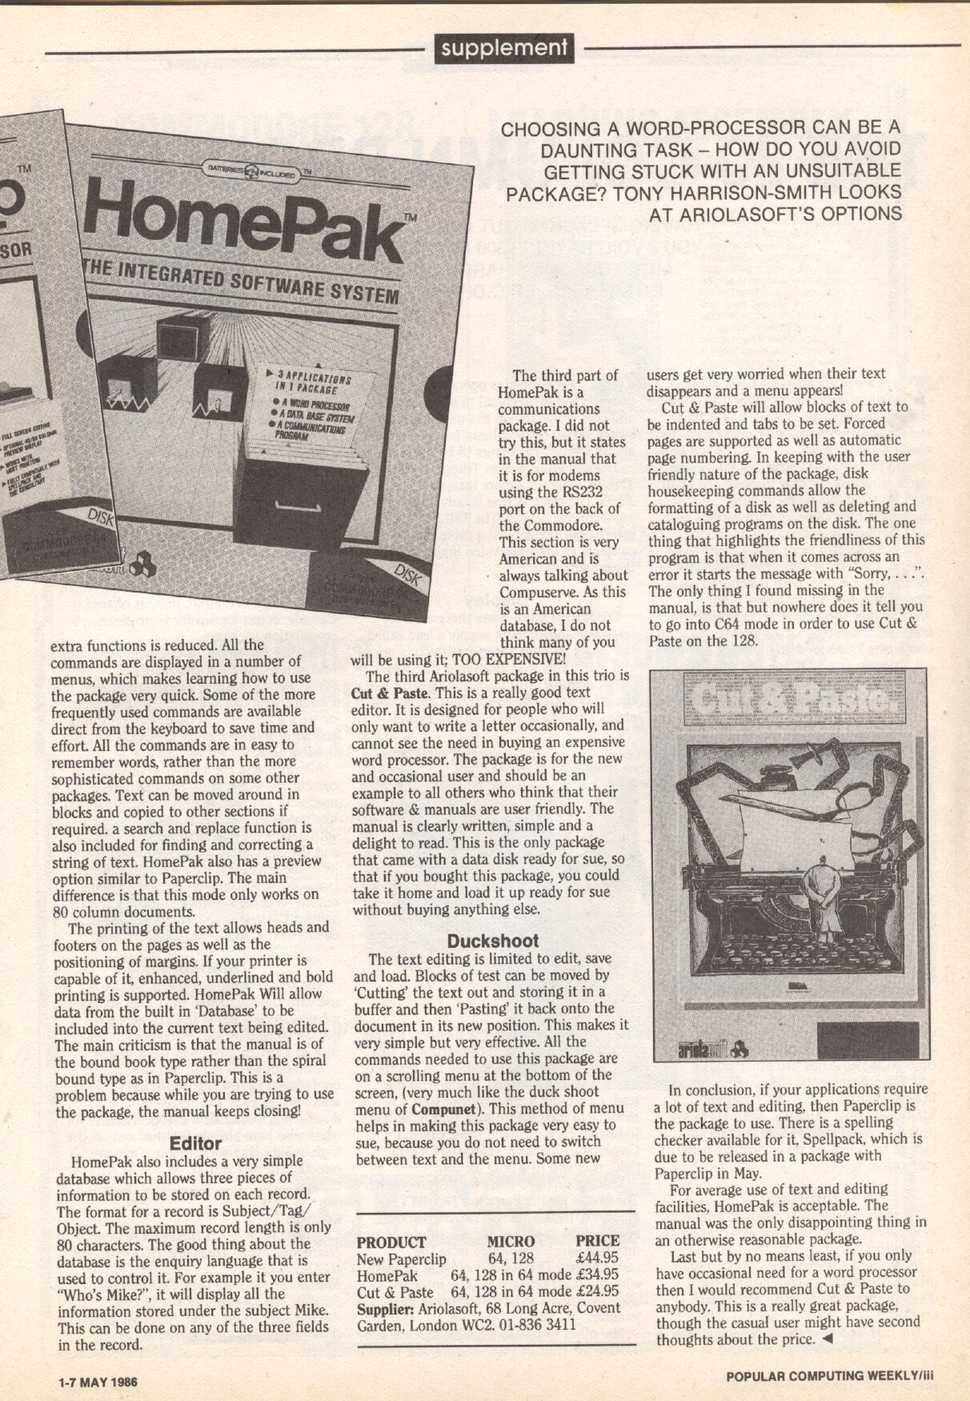 supplement
CHOOSING A WORD-PROCESSOR CAN BE A
DAUNTING TASK – HOW DO YOU AVOID
GETTING STUCK WITH AN UNSUITABLE
PACKAGE? TONY HARRISON-SMITH LOOKS
AT ARIOLASOFT'S OPTIONS
TM
SOR
FULL SCREEN EDITING
DISK
BATTERIES INCLUDED TM
HomePak TM
THE INTEGRATED SOFTWARE SYSTEM
3 APPLICATIONS
IN 1 PACKAGE
A WORD PROCESSOR
A DATA BASE SYSTEM
A COMMUNICATIONS
PROGRAM
DISK
extra functions is reduced. All the
commands are displayed in a number of
menus, which makes learning how to use
the package very quick. Some of the more
frequently used commands are available
direct from the keyboard to save time and
effort. All the commands are in easy to
remember words, rather than the more
sophisticated commands on some other
packages. Text can be moved around in
blocks and copied to other sections if
required. a search and replace function is
also included for finding and correcting a
string of text. HomePak also has a preview
option similar to Paperclip. The main
difference is that this mode only works on
80 column documents.
The printing of the text allows heads and
footers on the pages as well as the
positioning of margins. If your printer is
capable of it, enhanced, underlined and bold
printing is supported. HomePak Will allow
data from the built in 'Database' to be
included into the current text being edited.
The main criticism is that the manual is of
the bound book type rather than the spiral
bound type as in Paperclip. This is a
problem because while you are trying to use
the package, the manual keeps closing!
Editor
HomePak also includes a very simple
database which allows three pieces of
information to be stored on each record.
The format for a record is Subject/Tag/
Object. The maximum record length is only
80 characters. The good thing about the
database is the enquiry language that is
used to control it. For example it you enter
"Who's Mike?", it will display all the
information stored under the subject Mike.
This can be done on any of the three fields
in the record.
The third part of
HomePak is a
communications
package. I did not
try this, but it states
in the manual that
it is for modems
using the RS232
port on the back of
the Commodore.
This section is very
American and is
always talking about
Compuserve. As this
is an American
database, I do not
think many of you
will be using it; TOO EXPENSIVE!
The third Ariolasoft package in this trio is
Cut & Paste. This is a really good text
editor. It is designed for people who will
only want to write a letter occasionally, and
cannot see the need in buying an expensive
word processor. The package is for the new
and occasional user and should be an
example to all others who think that their
software & manuals are user friendly. The
manual is clearly written, simple and a
delight to read. This is the only package
that came with a data disk ready for sue, so
that if you bought this package, you could
take it home and load it up ready for sue
without buying anything else.
Duckshoot
The text editing is limited to edit, save
and load. Blocks of test can be moved by
'Cutting' the text out and storing it in a
buffer and then 'Pasting' it back onto the
document in its new position. This makes it
very simple but very effective. All the
commands needed to use this package are
on a scrolling menu at the bottom of the
screen, (very much like the duck shoot
menu of Compunet). This method of menu
helps in making this package very easy to
sue, because you do not need to switch
between text and the menu. Some new
PRODUCT MICRO PRICE
New Paperclip 64, 128 £44.95
HomePak 64, 128 in 64 mode £34.95
Cut & Paste 64, 128 in 64 mode £24.95
Supplier: Ariolasoft, 68 Long Acre, Covent
Garden, London WC2. 01-836 3411
users get very worried when their text
disappears and a menu appears!
Cut & Paste will allow blocks of text to
be indented and tabs to be set. Forced
pages are supported as well as automatic
page numbering. In keeping with the user
friendly nature of the package, disk
housekeeping commands allow the
formatting of a disk as well as deleting and
cataloguing programs on the disk. The one
thing that highlights the friendliness of this
program is that when it comes across an
error it starts the message with "Sorry, . . .".
The only thing I found missing in the
manual, is that but nowhere does it tell you
to go into C64 mode in order to use Cut &
Paste on the 128.
Cut & Paste.
ariolasoft
In conclusion, if your applications require
a lot of text and editing, then Paperclip is
the package to use. There is a spelling
checker available for it, Spellpack, which is
due to be released in a package with
Paperclip in May.
For average use of text and editing
facilities, HomePak is acceptable. The
manual was the only disappointing thing in
an otherwise reasonable package.
Last but by no means least, if you only
have occasional need for a word processor
then I would recommend Cut & Paste to
anybody. This is a really great package,
though the casual user might have second
thoughts about the price. ◄
1-7 MAY 1986
POPULAR COMPUTING WEEKLY/iii